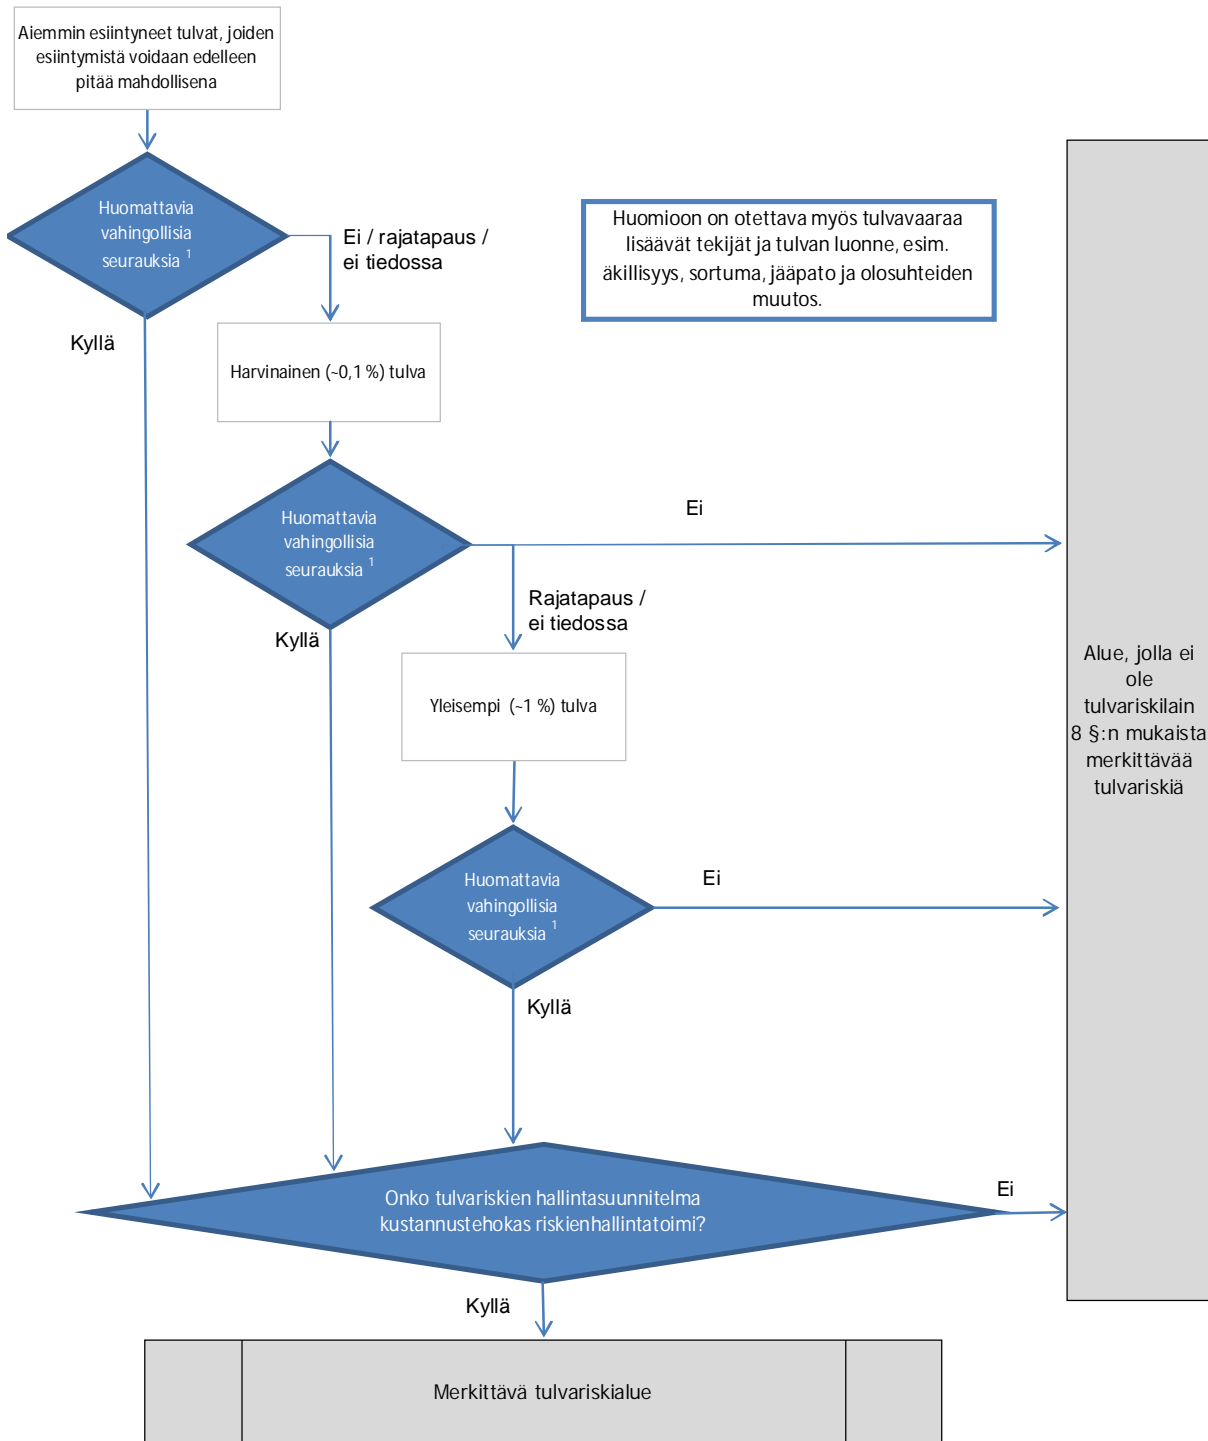 Aiemmin esiintyneet tulvat, joiden
esiintymistä voidaan edelleen
pitää mahdollisena
Huomattavia
vahingollisia
seurauksia ¹
Ei / rajatapaus /
ei tiedossa
Kyllä
Huomioon on otettava myös tulvavaaraa
lisäävät tekijät ja tulvan luonne, esim.
äkillisyys, sortuma, jääpato ja olosuhteiden
muutos.
Harvinainen (~0,1 %) tulva
Huomattavia
vahingollisia
seurauksia ¹
Ei
Rajatapaus /
ei tiedossa
Kyllä
Yleisempi (~1 %) tulva
Alue, jolla ei
ole
tulvariskilain
8 §:n mukaista
merkittävää
tulvariskiä
Huomattavia
vahingollisia
seurauksia ¹
Ei
Kyllä
Onko tulvariskien hallintasuunnitelma
kustannustehokas riskienhallintatoimi?
Ei
Kyllä
Merkittävä tulvariskialue